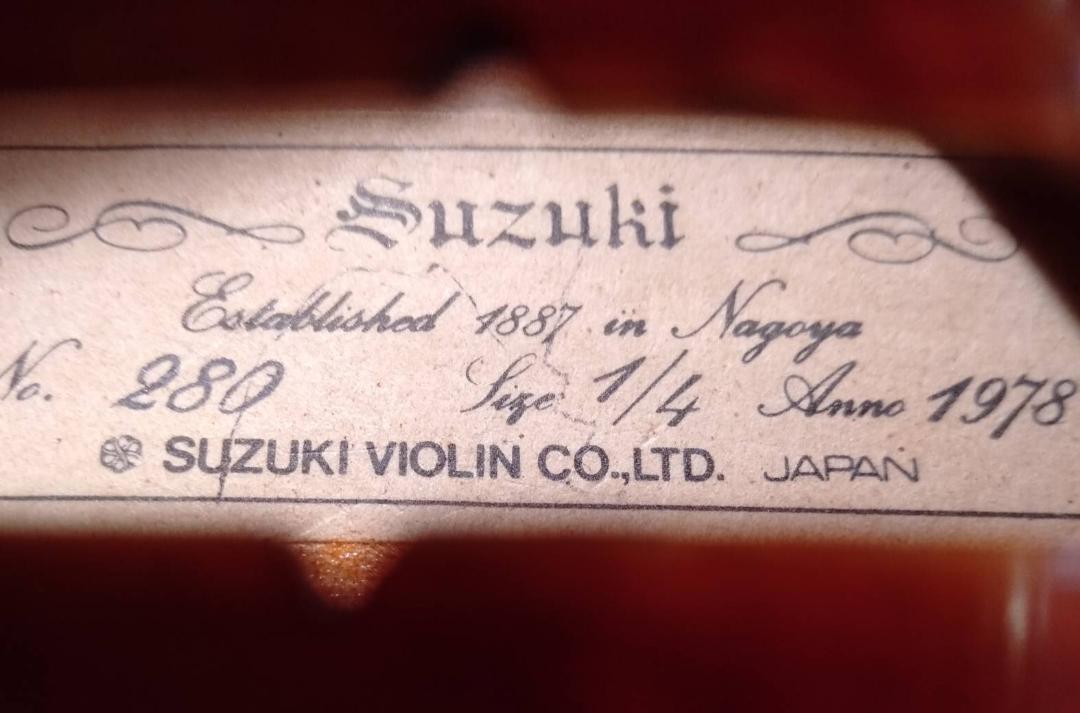 Suzuki
Established 1887 in Nagoya
No. 280 Size 1/4 Anno 1978
SUZUKI VIOLIN CO.,LTD. JAPAN